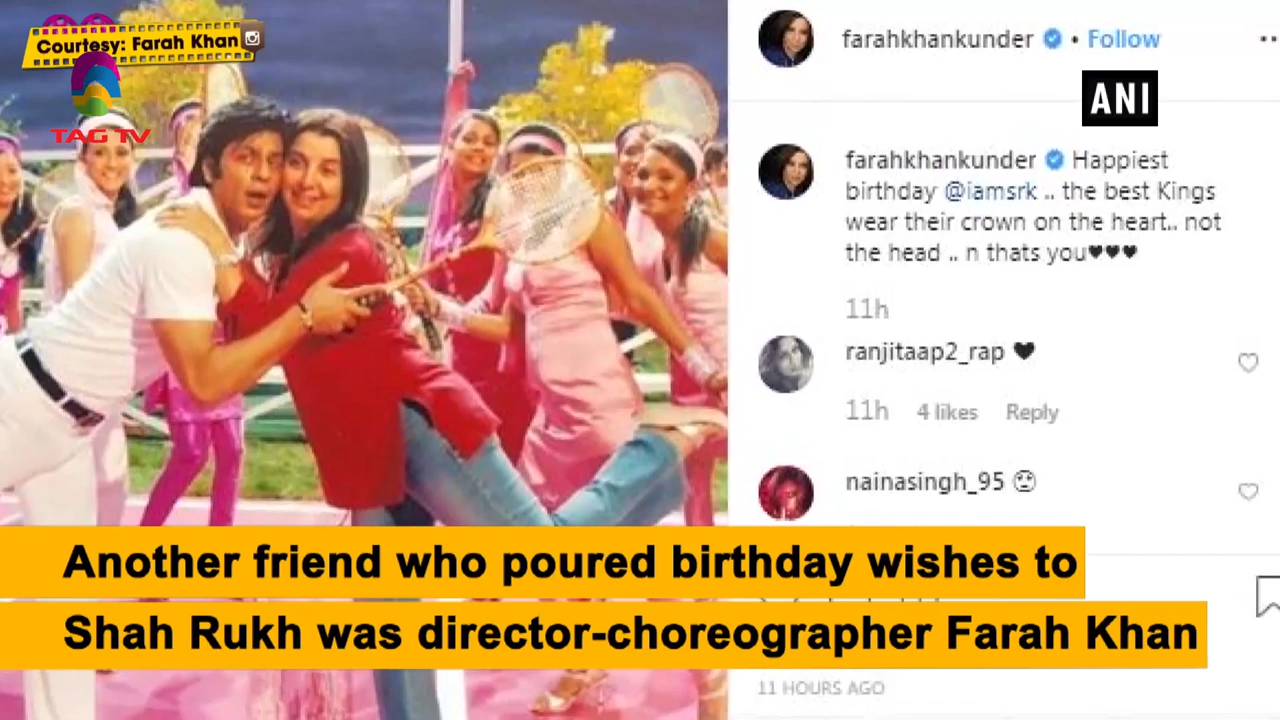 Courtesy: Farah Khan
TAG TV
farahkhankunder • Follow
ANI
farahkhankunder Happiest
birthday @iamsrk .. the best Kings
wear their crown on the heart.. not
the head .. n thats you♥♥♥
11h
ranjitaap2_rap ♥
11h 4 likes Reply
nainasingh_95
Another friend who poured birthday wishes to
Shah Rukh was director-choreographer Farah Khan
11 HOURS AGO